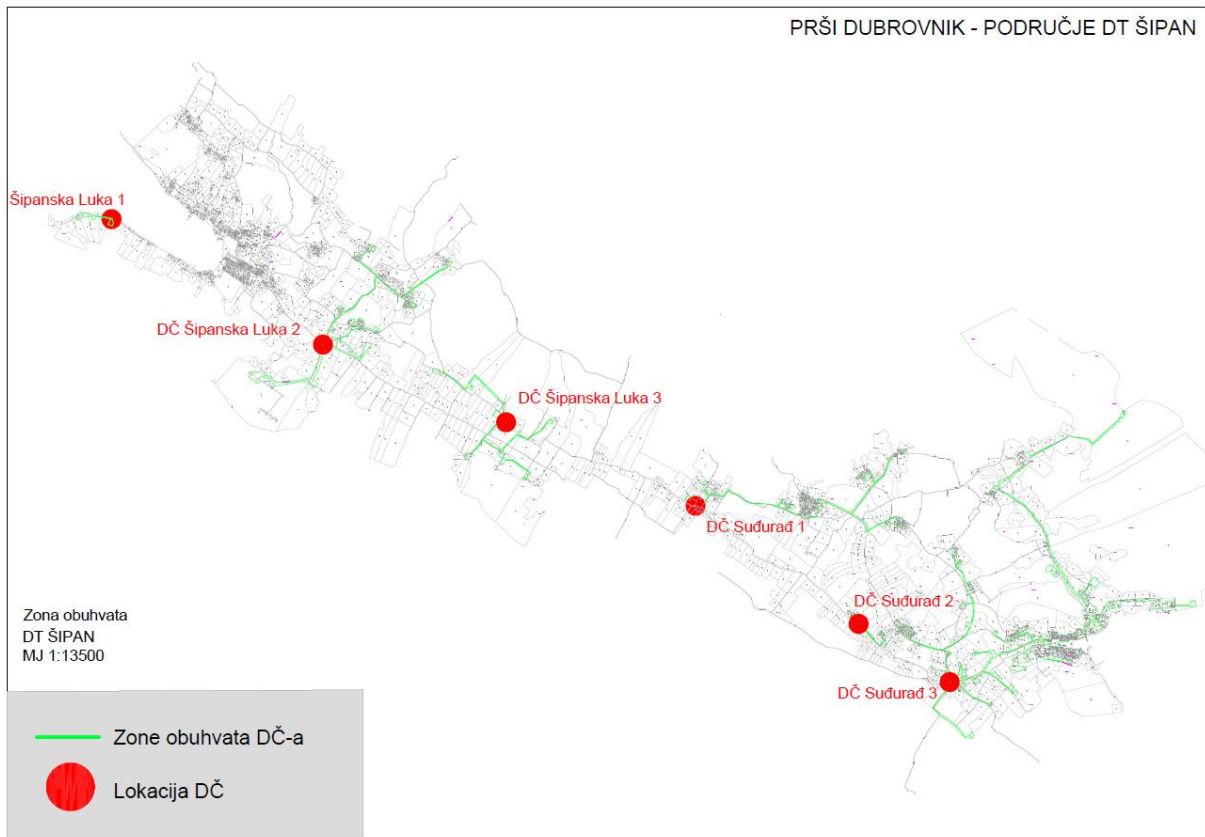 PRŠI DUBROVNIK - PODRUČJE DT ŠIPAN
Šipanska Luka 1
DČ Šipanska Luka 2
DČ Šipanska Luka 3
DČ Suđurađ 1
DČ Suđurađ 2
DČ Suđurađ 3
Zona obuhvata
DT ŠIPAN
MJ 1:13500
Zone obuhvata DČ-a
Lokacija DČ